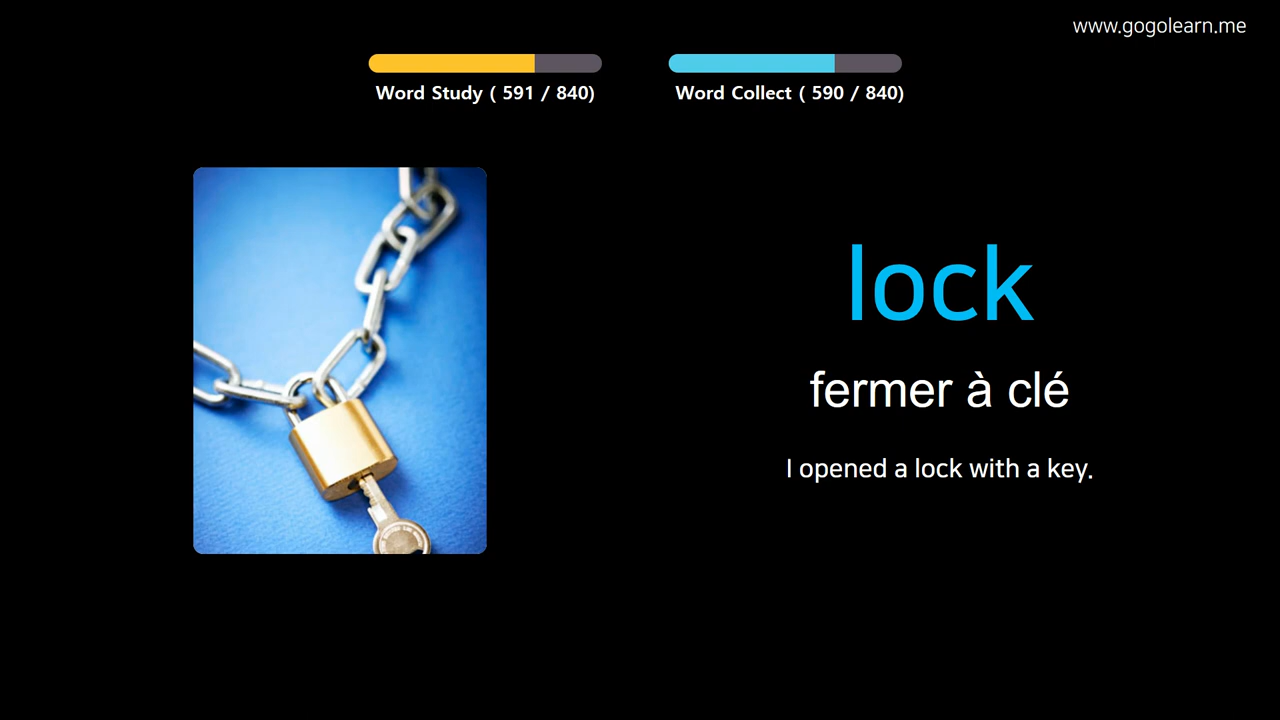 www.gogolearn.me
Word Study ( 591 / 840)
Word Collect ( 590 / 840)
lock
fermer à clé
I opened a lock with a key.